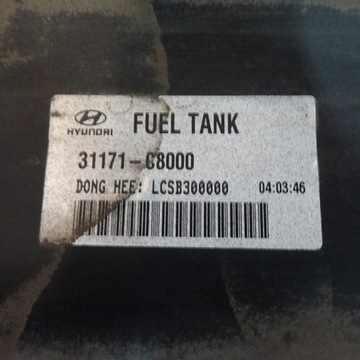 HYUNDAI FUEL TANK
31171-C8000
DONG HEE: LCSB300000 04:03:46